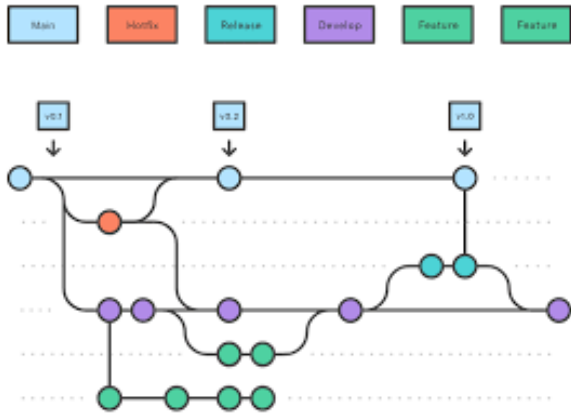 Main
Hotfix
Release
Develop
Feature
Feature
v0.1
v0.2
v1.0